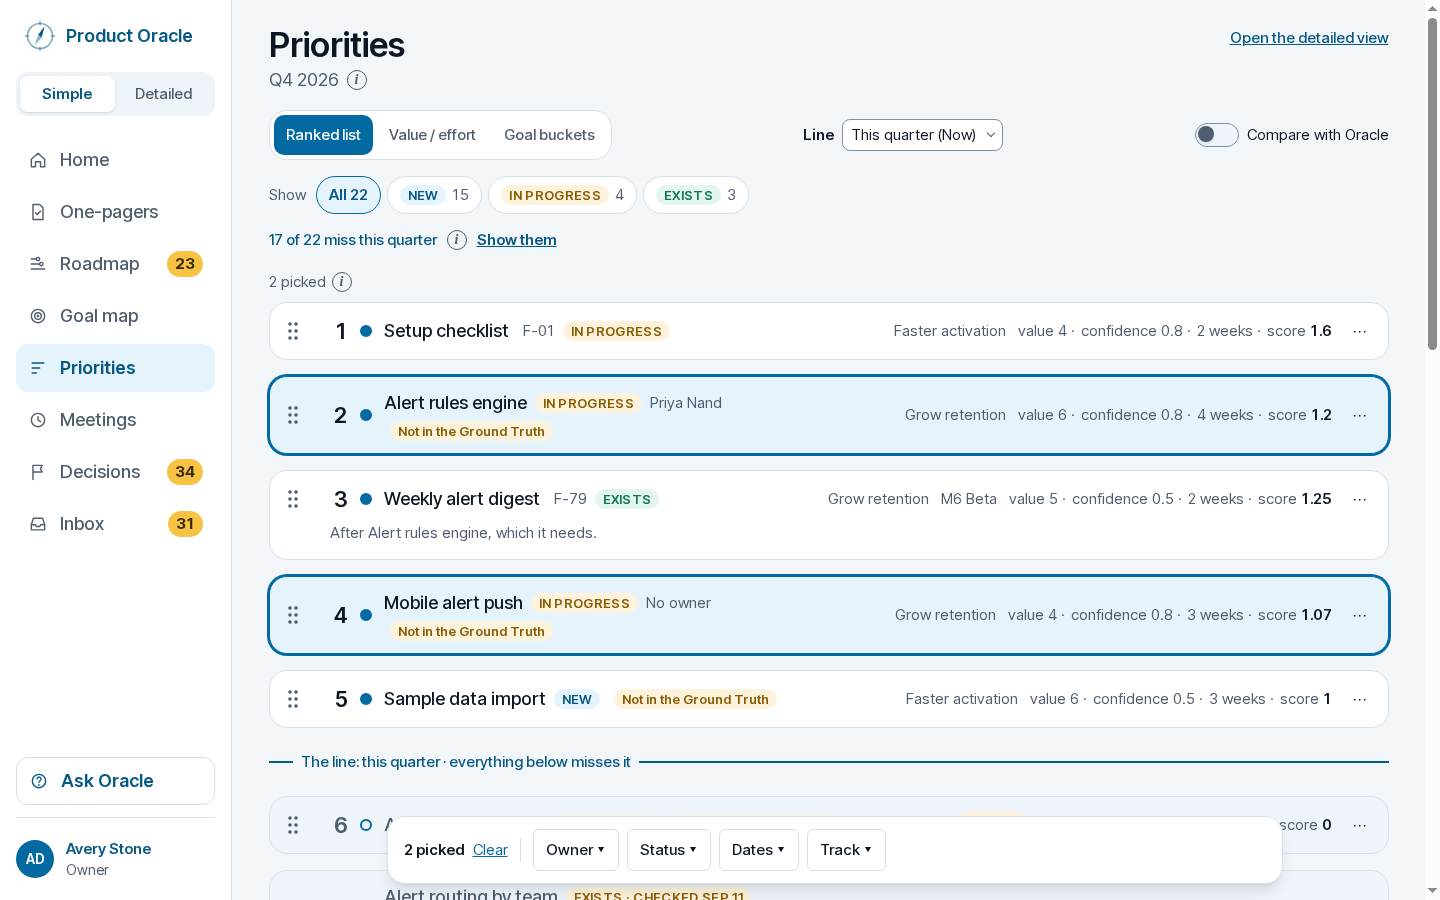 Product Oracle
Simple
Detailed
Home
One-pagers
Roadmap 23
Goal map
Priorities
Meetings
Decisions 34
Inbox 31
Ask Oracle
AD
Avery Stone
Owner
Priorities
Open the detailed view
Q4 2026 i
Ranked list
Value / effort
Goal buckets
Line This quarter (Now)
Compare with Oracle
Show All 22 NEW 15 IN PROGRESS 4 EXISTS 3
17 of 22 miss this quarter i Show them
2 picked i
1 Setup checklist F-01 IN PROGRESS Faster activation value 4 · confidence 0.8 · 2 weeks · score 1.6 ···
2 Alert rules engine IN PROGRESS Priya Nand
Not in the Ground Truth
Grow retention value 6 · confidence 0.8 · 4 weeks · score 1.2 ···
3 Weekly alert digest F-79 EXISTS Grow retention M6 Beta value 5 · confidence 0.5 · 2 weeks · score 1.25 ···
After Alert rules engine, which it needs.
4 Mobile alert push IN PROGRESS No owner
Not in the Ground Truth
Grow retention value 4 · confidence 0.8 · 3 weeks · score 1.07 ···
5 Sample data import NEW Not in the Ground Truth Faster activation value 6 · confidence 0.5 · 3 weeks · score 1 ···
The line: this quarter · everything below misses it
6 score 0 ···
2 picked Clear Owner ▾ Status ▾ Dates ▾ Track ▾
Alert routing by team EXISTS · CHECKED SEP 11